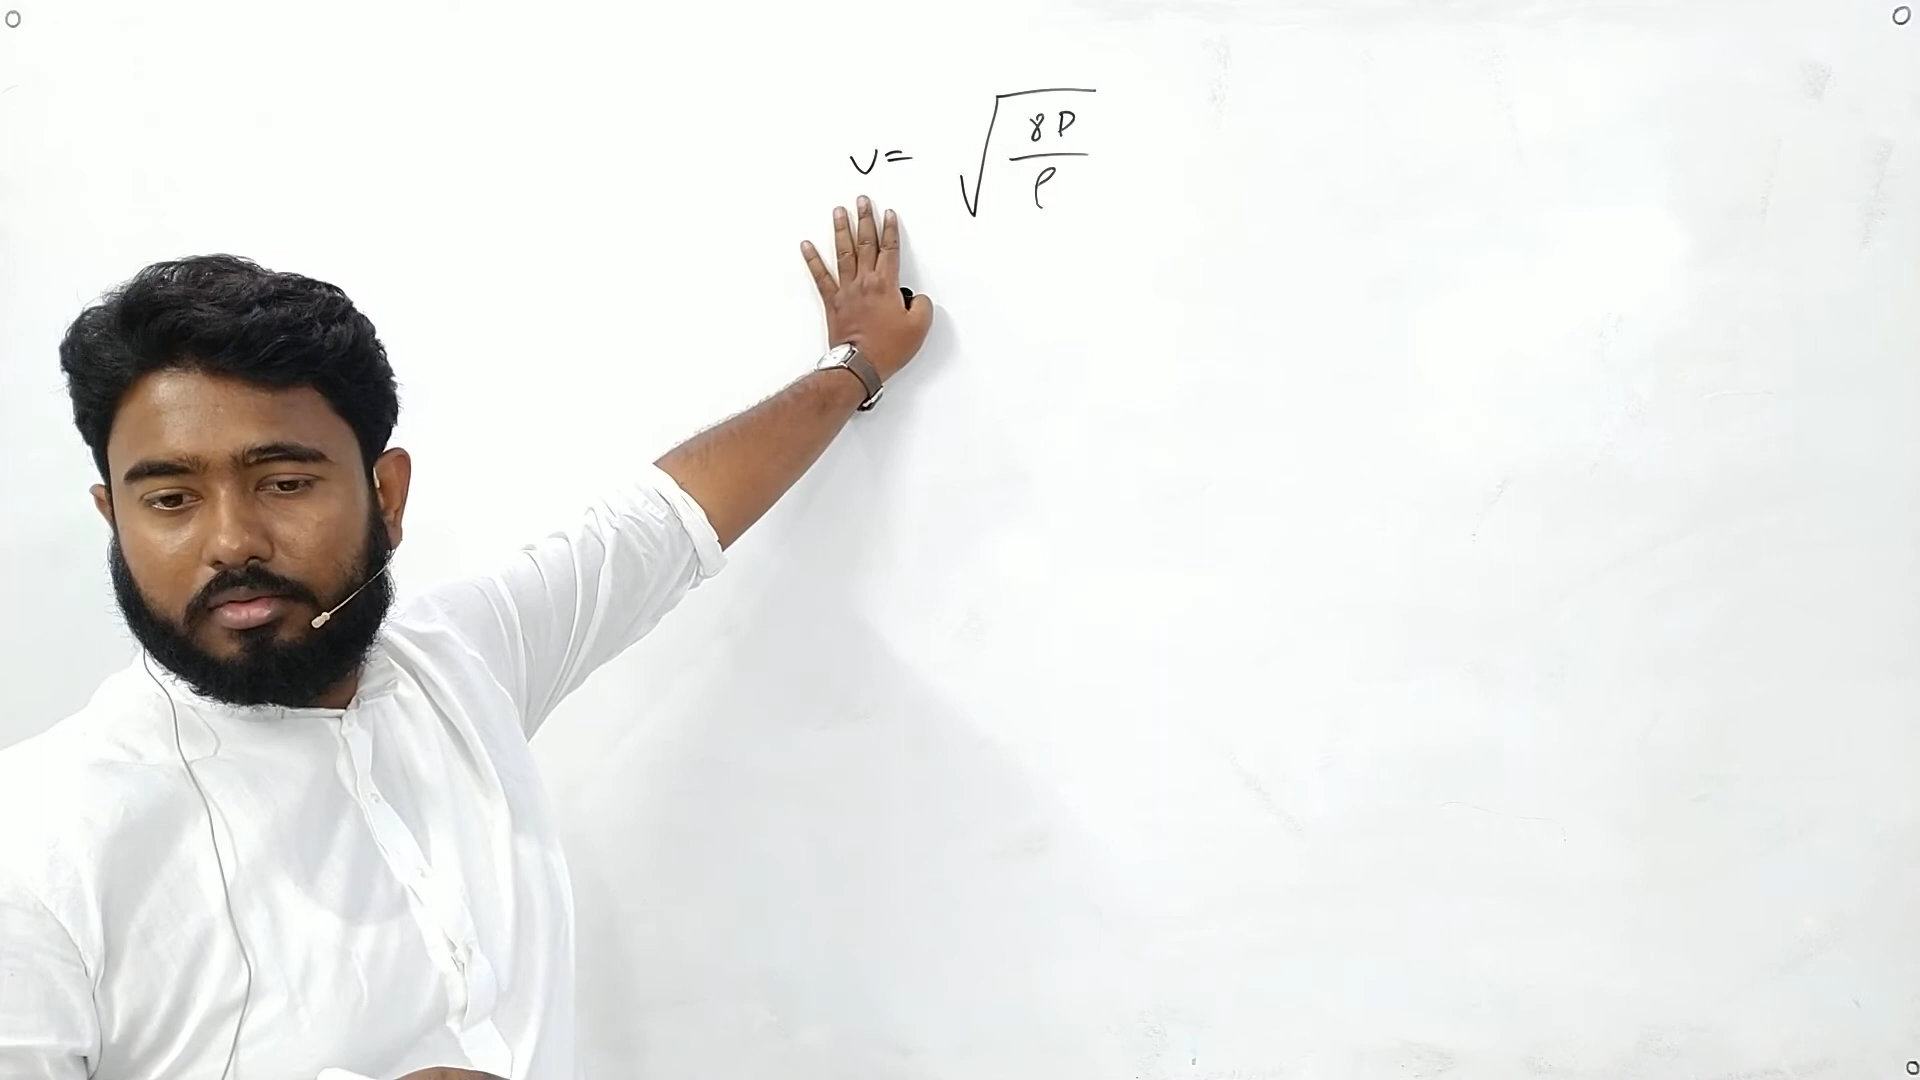 v = √(γP/ρ)